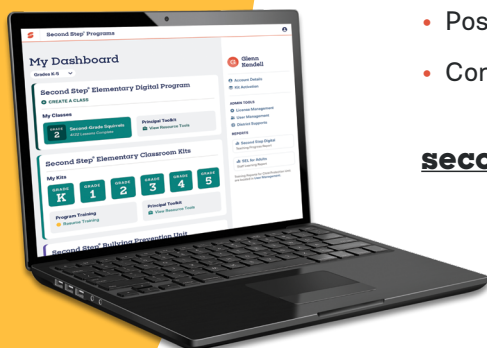 Second Step® Programs
My Dashboard
Grades K-5
Second Step® Elementary Digital Program
CREATE A CLASS
My Classes
GRADE
2
Second Grade Squirrels
Principal Toolkit
View Resource Tools
Second Step® Elementary Classroom Kits
My Kits
GRADE
K
GRADE
1
GRADE
2
GRADE
3
GRADE
4
GRADE
5
Program Training
Resume Training
Principal Toolkit
View Resource Tools
Second Step® Bullying Prevention Unit
G
Glenn
Kendell
Account Details
Kit Activation
ADMIN TOOLS
License Management
User Management
District Supports
REPORTS
Second Step Digital
SEL for Adults
• Pos
• Cor
seco